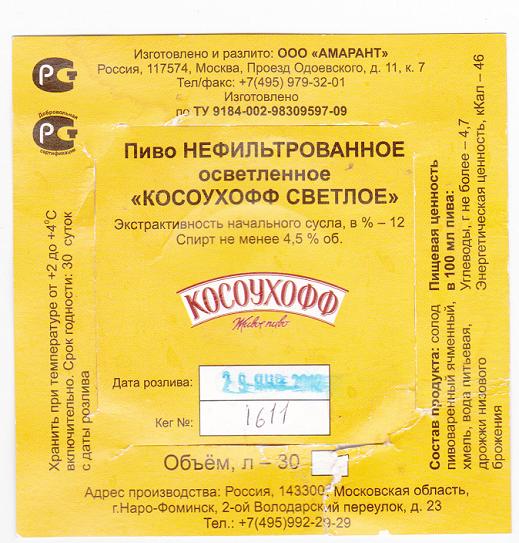 Изготовлено и разлито: ООО «АМАРАНТ»
Россия, 117574, Москва, Проезд Одоевского, д. 11, к. 7
Тел/факс: +7(495) 979-32-01
Изготовлено
по ТУ 9184-002-98309597-09
РС
Добровольная
РС
сертификация
Пиво НЕФИЛЬТРОВАННОЕ
осветленное
«КОСОУХОФФ СВЕТЛОЕ»
Экстрактивность начального сусла, в % – 12
Спирт не менее 4,5 % об.
КОСОУХОФФ
Живое пиво
Дата розлива: 29
Кег №: 1611
Объём, л – 30
Хранить при температуре от +2 до +4°С
включительно. Срок годности: 30 суток
с даты розлива
Пищевая ценность
в 100 мл пива:
Углеводы, г не более – 4,7
Энергетическая ценность, кКал – 46
Состав продукта: солод
пивоваренный ячменный,
хмель, вода питьевая,
дрожжи низового
брожения
Адрес производства: Россия, 143300, Московская область,
г.Наро-Фоминск, 2-ой Володарский переулок, д. 23
Тел.: +7(495)992-29-29